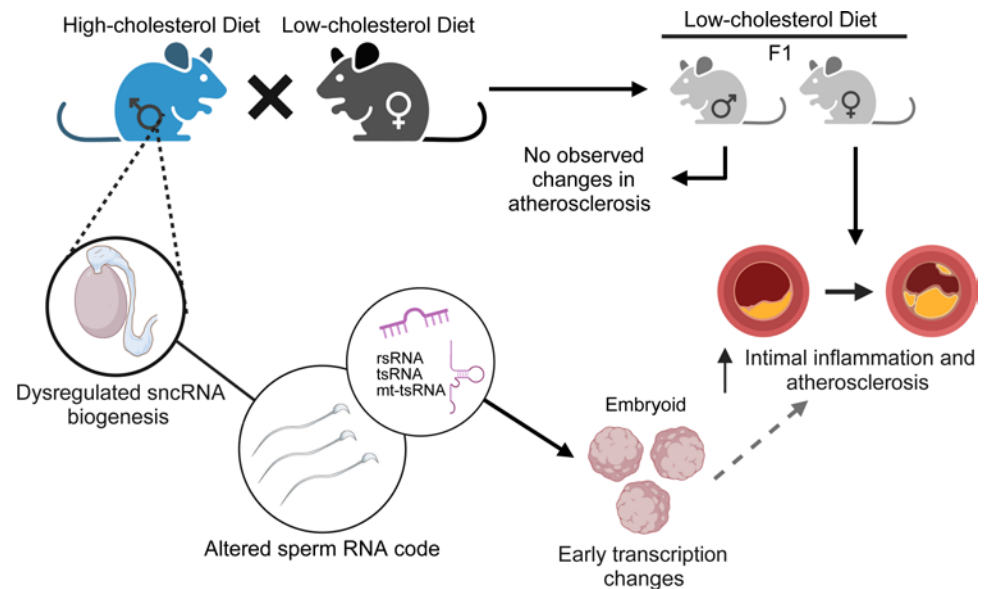 High-cholesterol Diet
Low-cholesterol Diet
Low-cholesterol Diet
F1
No observed
changes in
atherosclerosis
Dysregulated sncRNA
biogenesis
rsRNA
tsRNA
mt-tsRNA
Altered sperm RNA code
Embryoid
Early transcription
changes
Intimal inflammation and
atherosclerosis